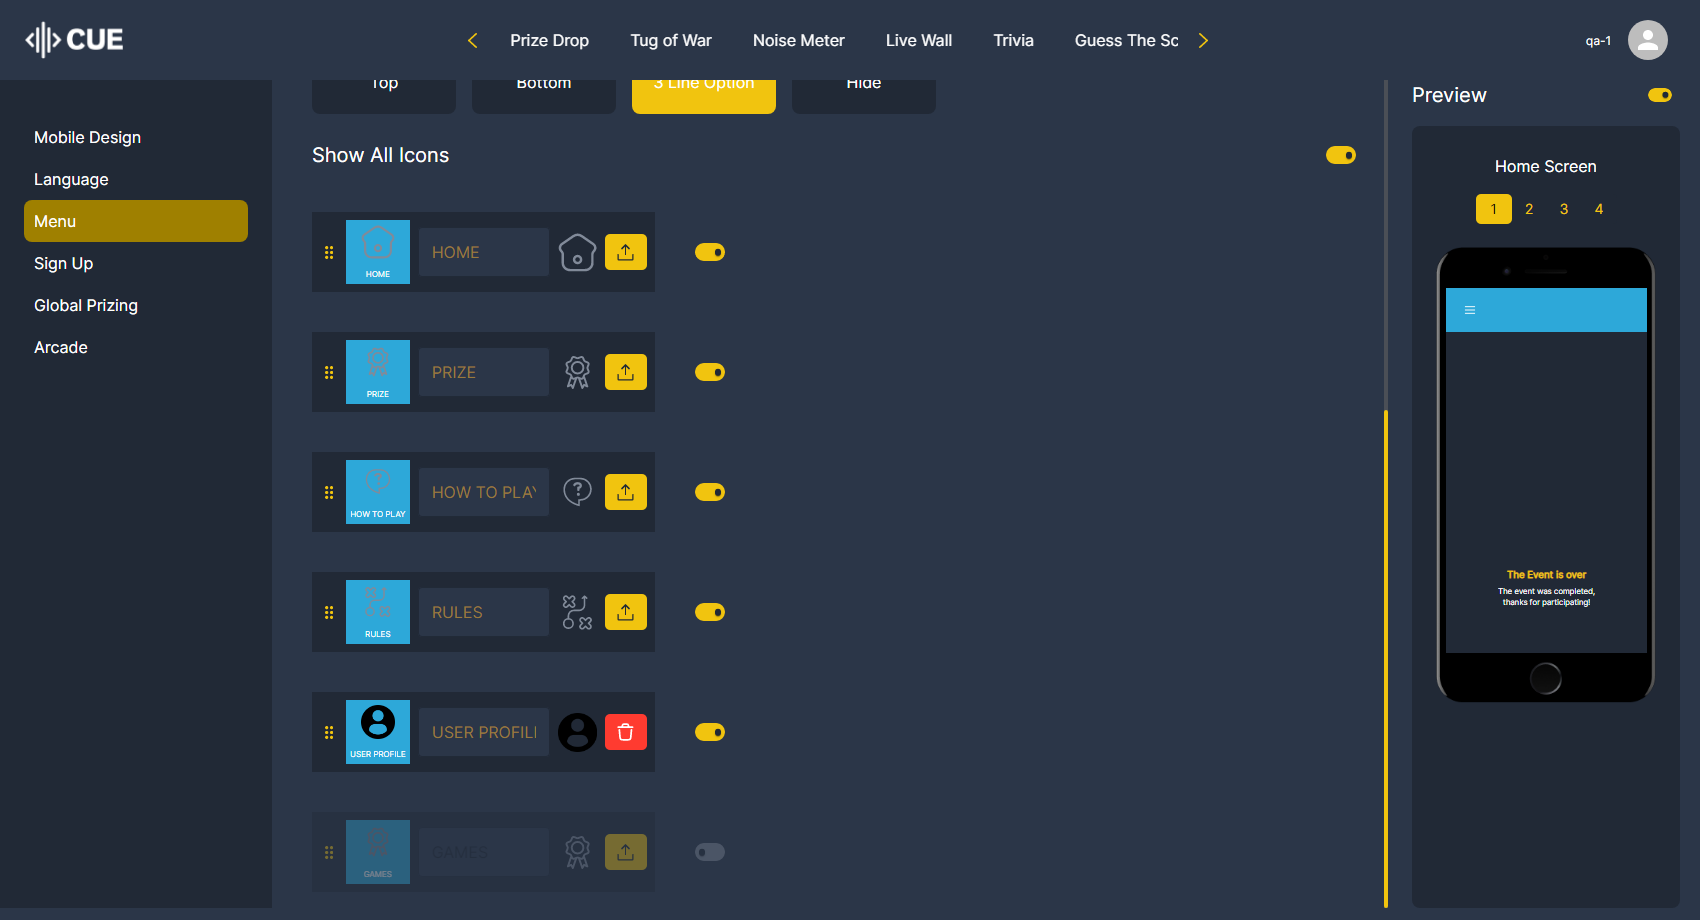 CUE
Prize Drop
Tug of War
Noise Meter
Live Wall
Trivia
Guess The Sc
qa-1
Mobile Design
Language
Menu
Sign Up
Global Prizing
Arcade
Top
Bottom
3 Line Option
Hide
Show All Icons
HOME
HOME
PRIZE
PRIZE
HOW TO PLAY
HOW TO PLAY
RULES
RULES
USER PROFILE
USER PROFIL
GAMES
GAMES
Preview
Home Screen
1 2 3 4
The Event is over
The event was completed,
thanks for participating!